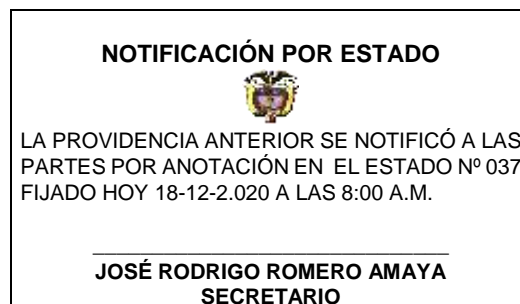 NOTIFICACIÓN POR ESTADO
LA PROVIDENCIA ANTERIOR SE NOTIFICÓ A LAS
PARTES POR ANOTACIÓN EN EL ESTADO Nº 037
FIJADO HOY 18-12-2.020 A LAS 8:00 A.M.
JOSÉ RODRIGO ROMERO AMAYA
SECRETARIO